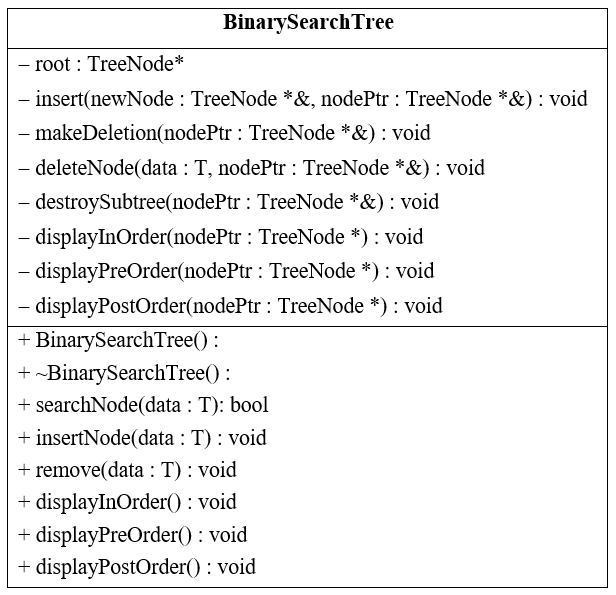 BinarySearchTree
– root : TreeNode*
– insert(newNode : TreeNode *&, nodePtr : TreeNode *&) : void
– makeDeletion(nodePtr : TreeNode *&) : void
– deleteNode(data : T, nodePtr : TreeNode *&) : void
– destroySubtree(nodePtr : TreeNode *&) : void
– displayInOrder(nodePtr : TreeNode *) : void
– displayPreOrder(nodePtr : TreeNode *) : void
– displayPostOrder(nodePtr : TreeNode *) : void
+ BinarySearchTree() :
+ ~BinarySearchTree() :
+ searchNode(data : T): bool
+ insertNode(data : T) : void
+ remove(data : T) : void
+ displayInOrder() : void
+ displayPreOrder() : void
+ displayPostOrder() : void